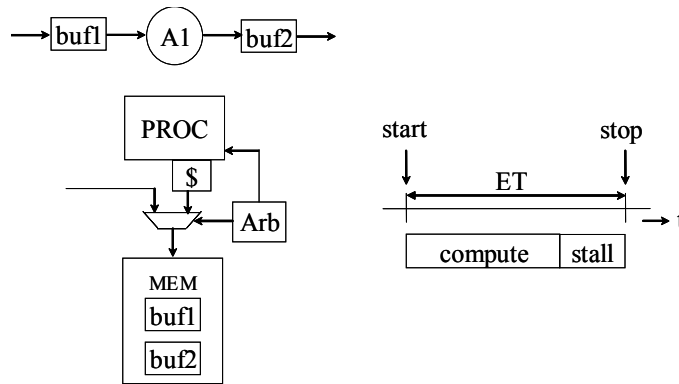 buf1
A1
buf2
PROC
$
Arb
MEM
buf1
buf2
start
stop
ET
t
compute
stall